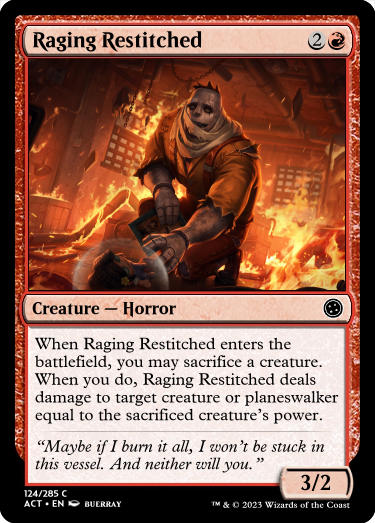 Raging Restitched 2
Creature — Horror
When Raging Restitched enters the
battlefield, you may sacrifice a creature.
When you do, Raging Restitched deals
damage to target creature or planeswalker
equal to the sacrificed creature's power.
“Maybe if I burn it all, I won't be stuck in
this vessel. And neither will you.”
3/2
124/285 C
ACT • EN BUERRAY ™ & © 2023 Wizards of the Coast